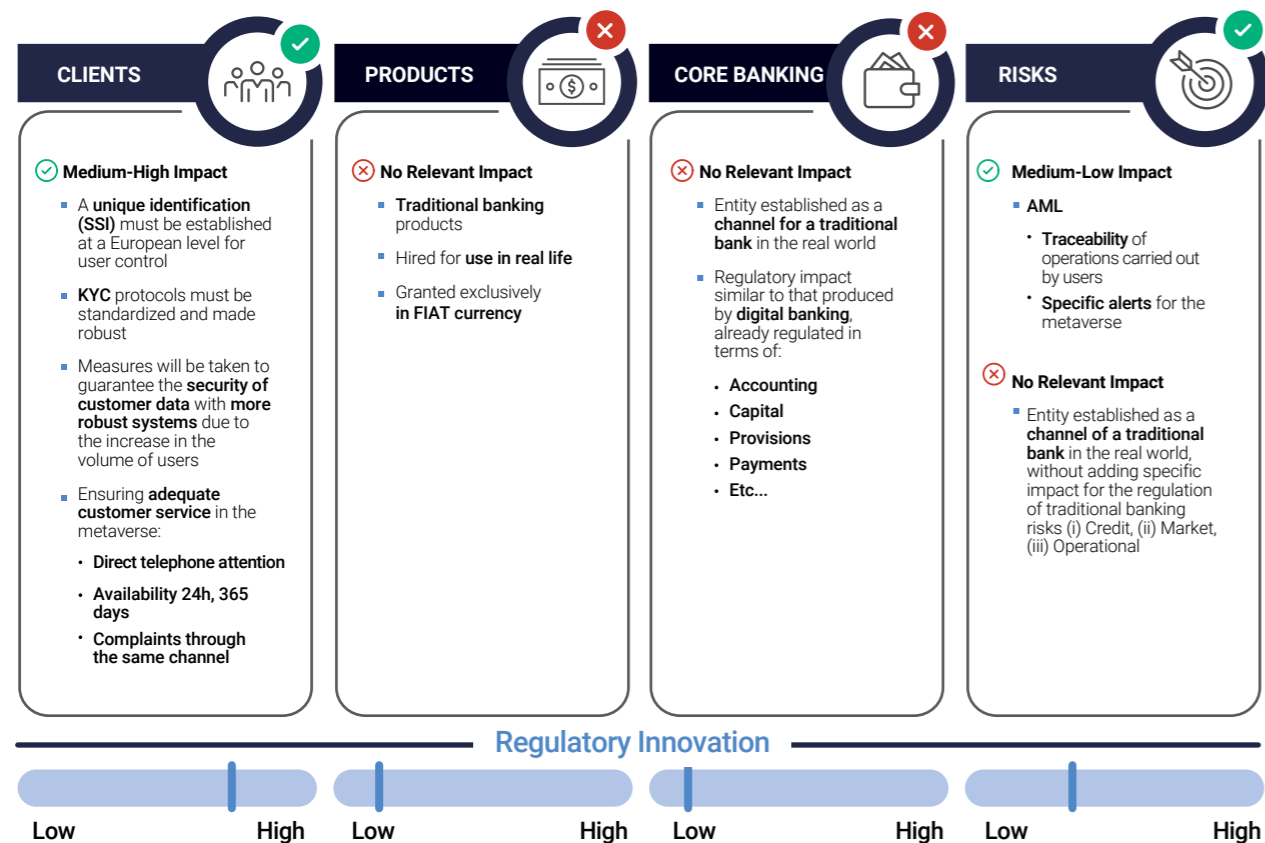 CLIENTS
Medium-High Impact
A unique identification
(SSI) must be established
at a European level for
user control
KYC protocols must be
standardized and made
robust
Measures will be taken to
guarantee the security of
customer data with more
robust systems due to
the increase in the
volume of users
Ensuring adequate
customer service in the
metaverse:
Direct telephone attention
Availability 24h, 365
days
Complaints through
the same channel
PRODUCTS
No Relevant Impact
Traditional banking
products
Hired for use in real life
Granted exclusively
in FIAT currency
CORE BANKING
No Relevant Impact
Entity established as a
channel for a traditional
bank in the real world
Regulatory impact
similar to that produced
by digital banking,
already regulated in
terms of:
Accounting
Capital
Provisions
Payments
Etc...
RISKS
Medium-Low Impact
AML
Traceability of
operations carried out
by users
Specific alerts for the
metaverse
No Relevant Impact
Entity established as a
channel of a traditional
bank in the real world,
without adding specific
impact for the regulation
of traditional banking
risks (i) Credit, (ii) Market,
(iii) Operational
Regulatory Innovation
Low High Low High Low High Low High